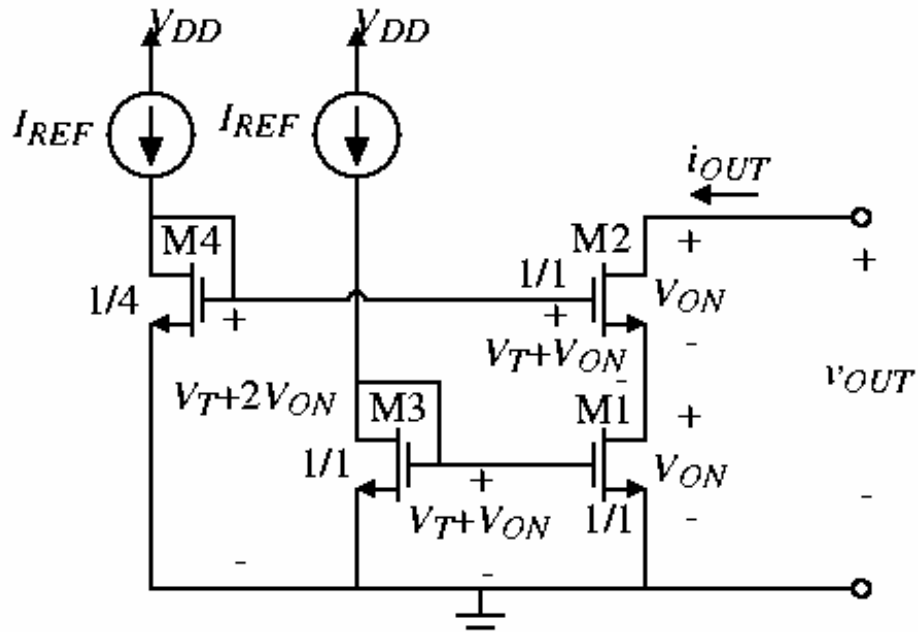 VDD VDD
IREF IREF
iOUT
M4 M2
1/4 + 1/1 + + +
VON
VT+VON - -
VT+2VON vOUT
M3 M1 +
1/1 + VON
VT+VON 1/1 - -
- -